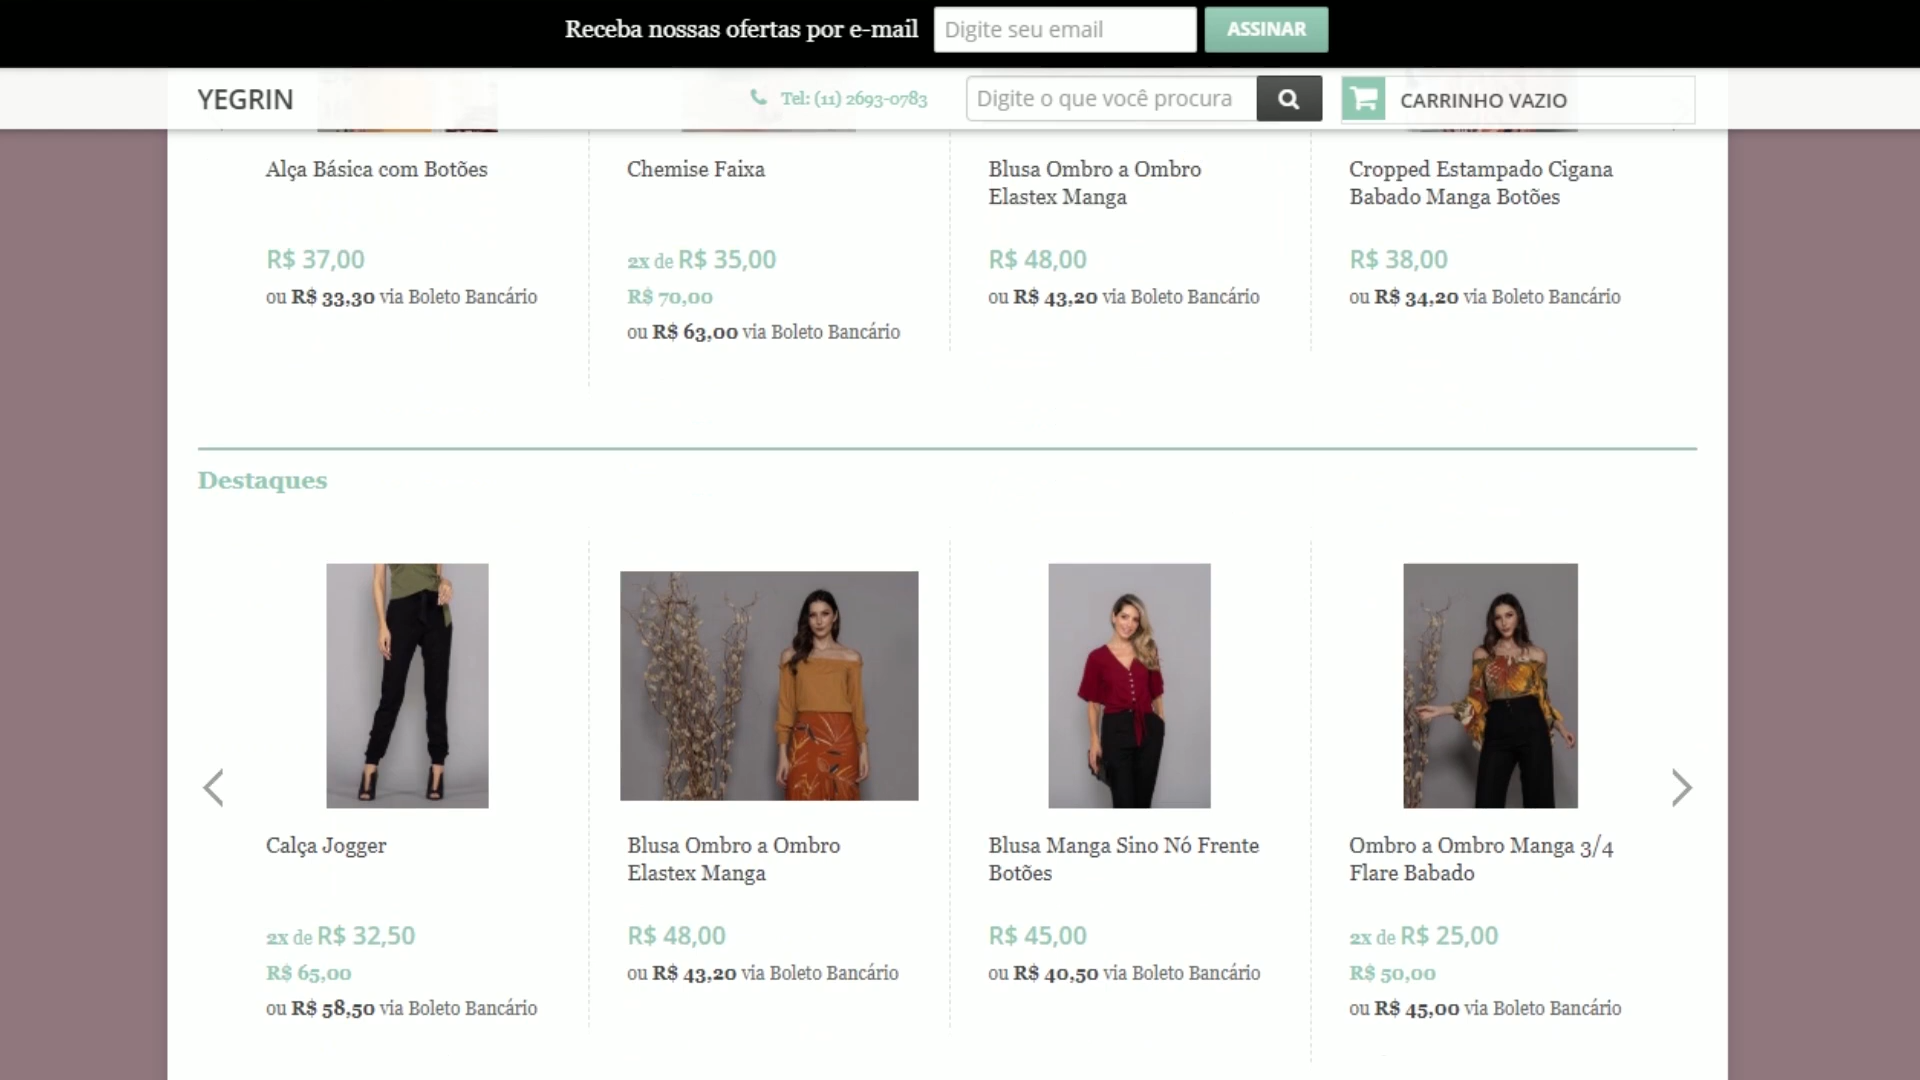 Receba nossas ofertas por e-mail Digite seu email ASSINAR
YEGRIN Tel: (11) 2693-0783 Digite o que você procura CARRINHO VAZIO
Alça Básica com Botões
R$ 37,00
ou R$ 33,30 via Boleto Bancário
Chemise Faixa
2x de R$ 35,00
R$ 70,00
ou R$ 63,00 via Boleto Bancário
Blusa Ombro a Ombro
Elastex Manga
R$ 48,00
ou R$ 43,20 via Boleto Bancário
Cropped Estampado Cigana
Babado Manga Botões
R$ 38,00
ou R$ 34,20 via Boleto Bancário
Destaques
Calça Jogger
2x de R$ 32,50
R$ 65,00
ou R$ 58,50 via Boleto Bancário
Blusa Ombro a Ombro
Elastex Manga
R$ 48,00
ou R$ 43,20 via Boleto Bancário
Blusa Manga Sino Nó Frente
Botões
R$ 45,00
ou R$ 40,50 via Boleto Bancário
Ombro a Ombro Manga 3/4
Flare Babado
2x de R$ 25,00
R$ 50,00
ou R$ 45,00 via Boleto Bancário